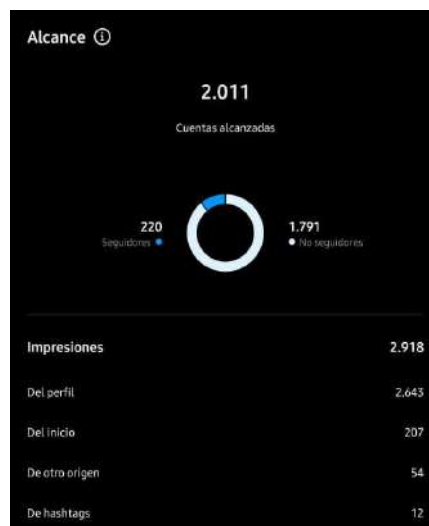 Alcance
2.011
Cuentas alcanzadas
220
Seguidores
1.791
No seguidores
Impresiones 2.918
Del perfil 2.643
Del inicio 207
De otro origen 54
De hashtags 12